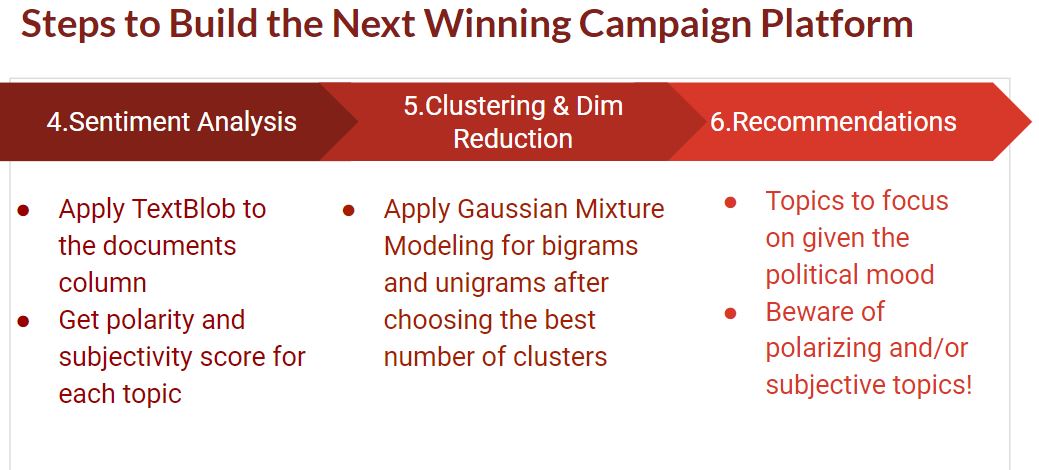 Steps to Build the Next Winning Campaign Platform
4.Sentiment Analysis
5.Clustering & Dim
Reduction
6.Recommendations
● Apply TextBlob to
the documents
column
● Get polarity and
subjectivity score for
each topic
● Apply Gaussian Mixture
Modeling for bigrams
and unigrams after
choosing the best
number of clusters
● Topics to focus
on given the
political mood
● Beware of
polarizing and/or
subjective topics!